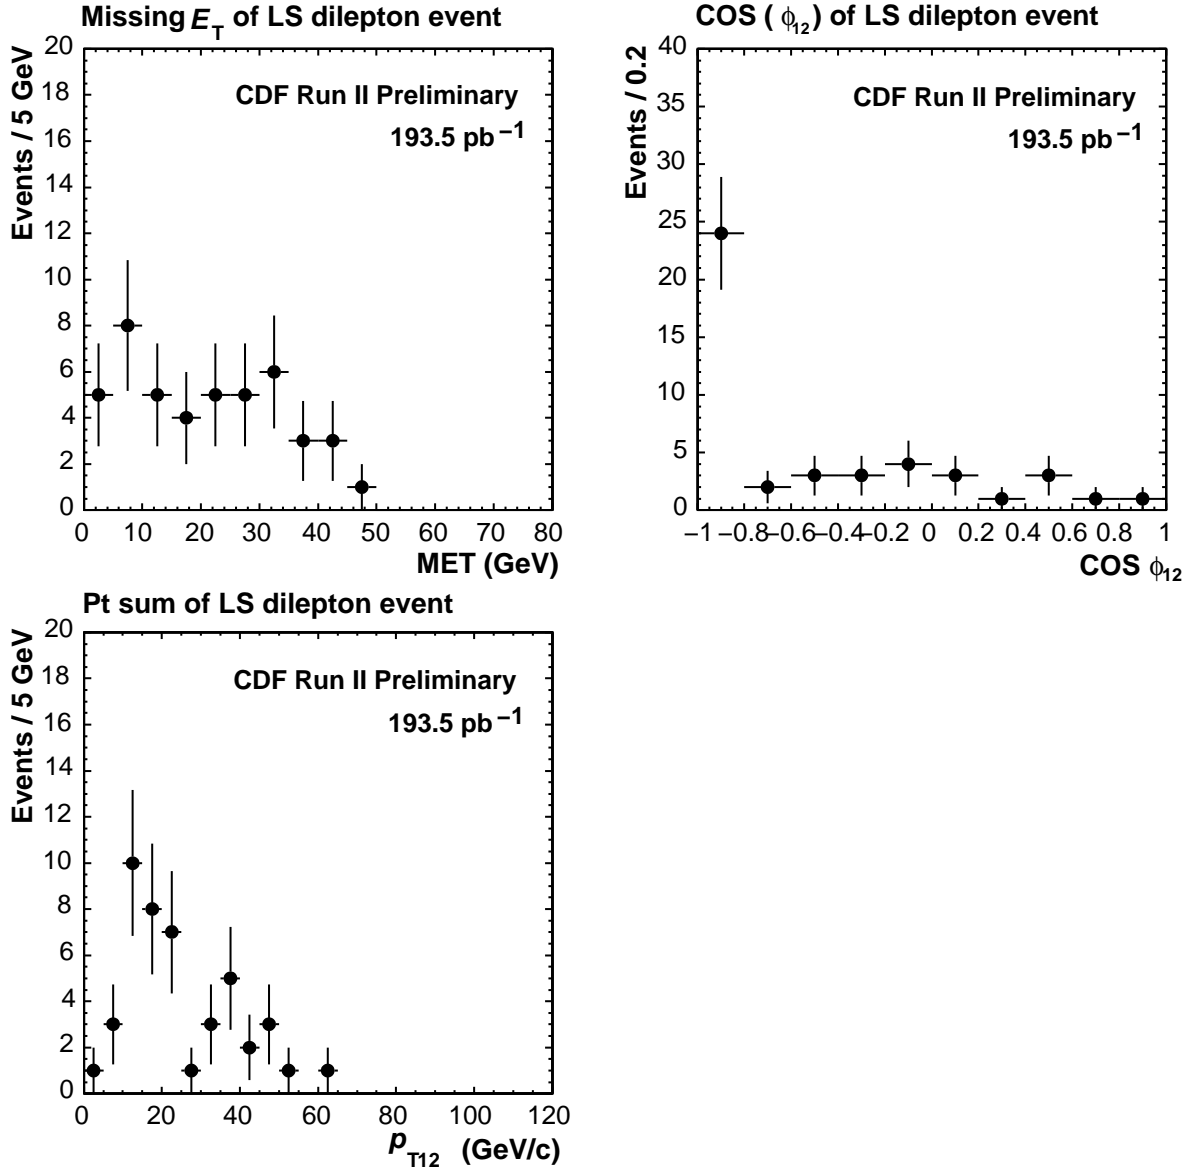 Missing E_T of LS dilepton event
Events / 5 GeV
20
18
16
14
12
10
8
6
4
2
0
CDF Run II Preliminary
193.5 pb⁻¹
0 10 20 30 40 50 60 70 80
MET (GeV)
COS ( ϕ₁₂) of LS dilepton event
Events / 0.2
40
35
30
25
20
15
10
5
0
CDF Run II Preliminary
193.5 pb⁻¹
−1 −0.8 −0.6 −0.4 −0.2 0 0.2 0.4 0.6 0.8 1
COS ϕ₁₂
Pt sum of LS dilepton event
Events / 5 GeV
20
18
16
14
12
10
8
6
4
2
0
CDF Run II Preliminary
193.5 pb⁻¹
0 20 40 60 80 100 120
p_T12 (GeV/c)